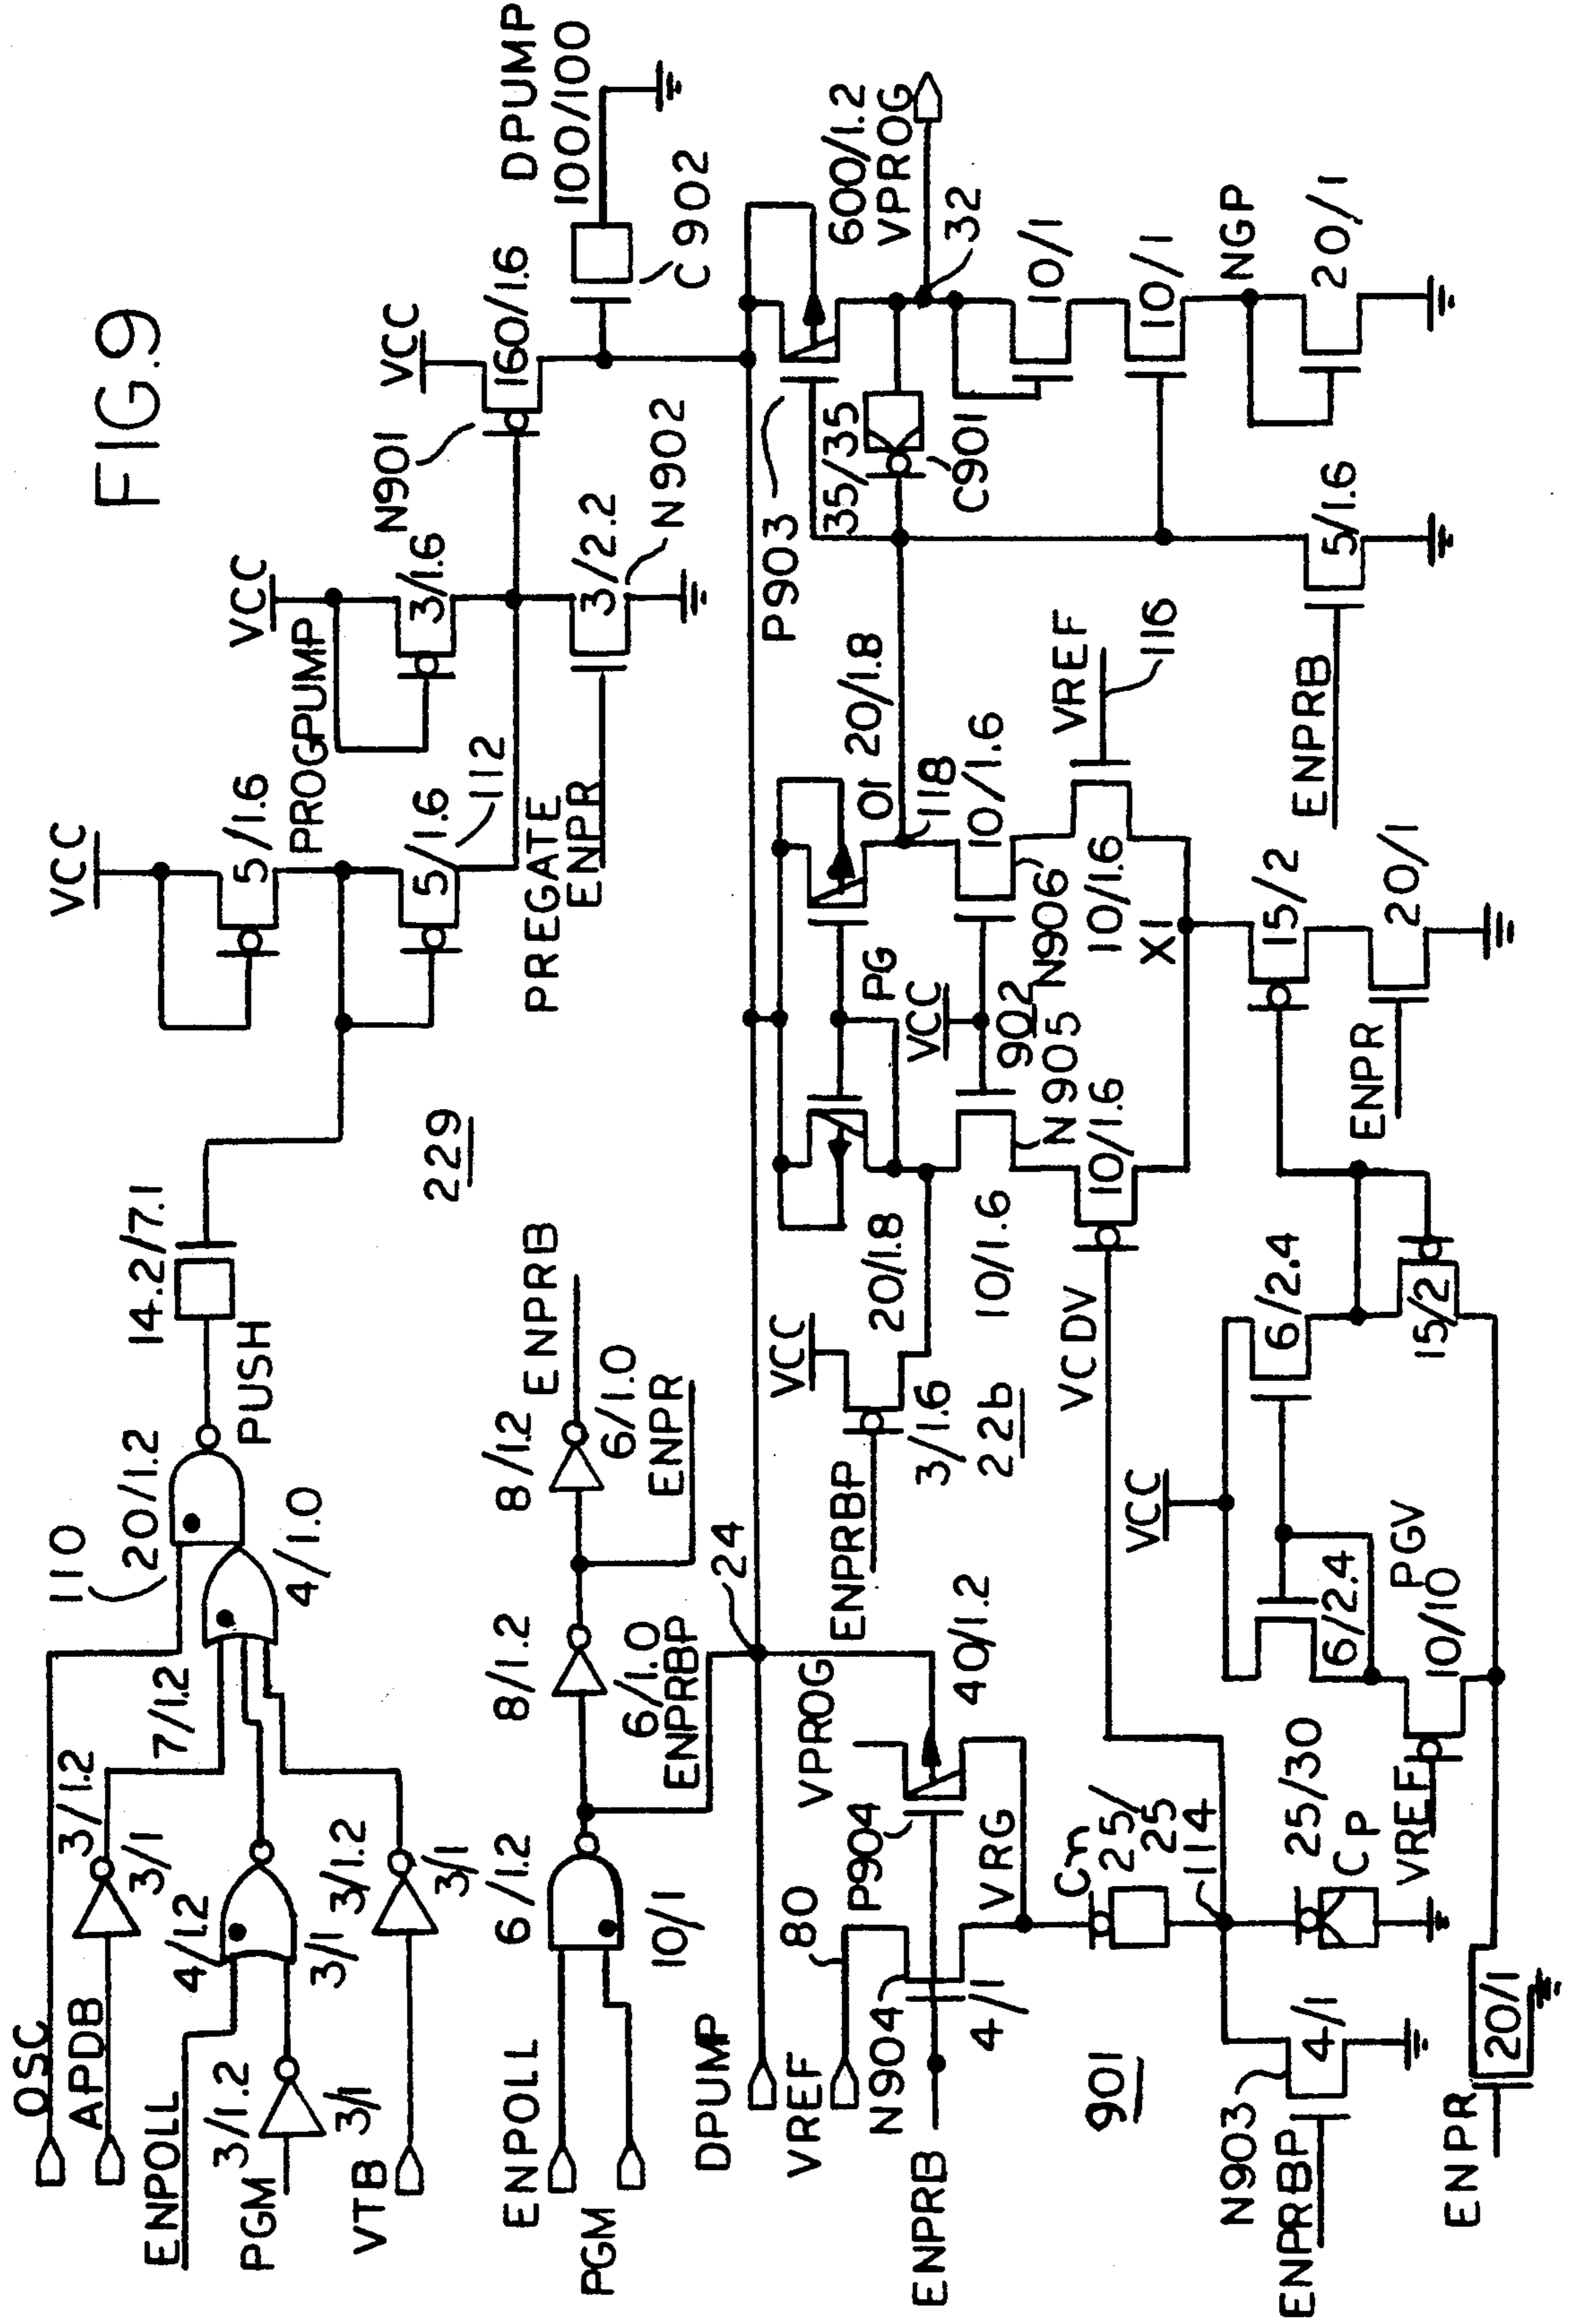 FIG.9
OSC
APDB
3/1.2
3/1
ENPOLL
PGM
3/1.2
3/1
4/1.2
3/1
VTB
3/1.2
3/1
7/1.2
110
20/1.2
4/1.0
PUSH
14.2/7.1
229
VCC
5/1.6
PROGPUMP
5/1.6
112
VCC
3/1.6
PREGATE
ENPR
3/2.2
N902
N901
VCC
160/1.6
DPUMP
100/100
C902
ENPOLL
PGM
6/1.2
10/1
8/1.2
6/1.0
ENPRBP
8/1.2
6/1.0
ENPR
ENPRB
DPUMP
24
VREF
80
N904
4/1
ENPRB
901
VPROG
P904
40/1.2
VRG
Cn
25/
25
114
25/30
CP
N903
4/1
ENPRBP
ENPR
20/1
VREF
10/10
PGV
6/2.4
VCC
6/2.4
15/2
ENPRBP
VCC
3/1.6
22b
20/1.8
10/1.6
VCDV
10/1.6
N905
902
VCC
PG
N906
10/1.6
X1
O1
20/1.8
118
10/1.6
VREF
116
15/2
ENPR
20/1
P903
35/35
C901
600/1.2
VPROG
32
10/1
10/1
NGP
20/1
ENPRB
5/1.6